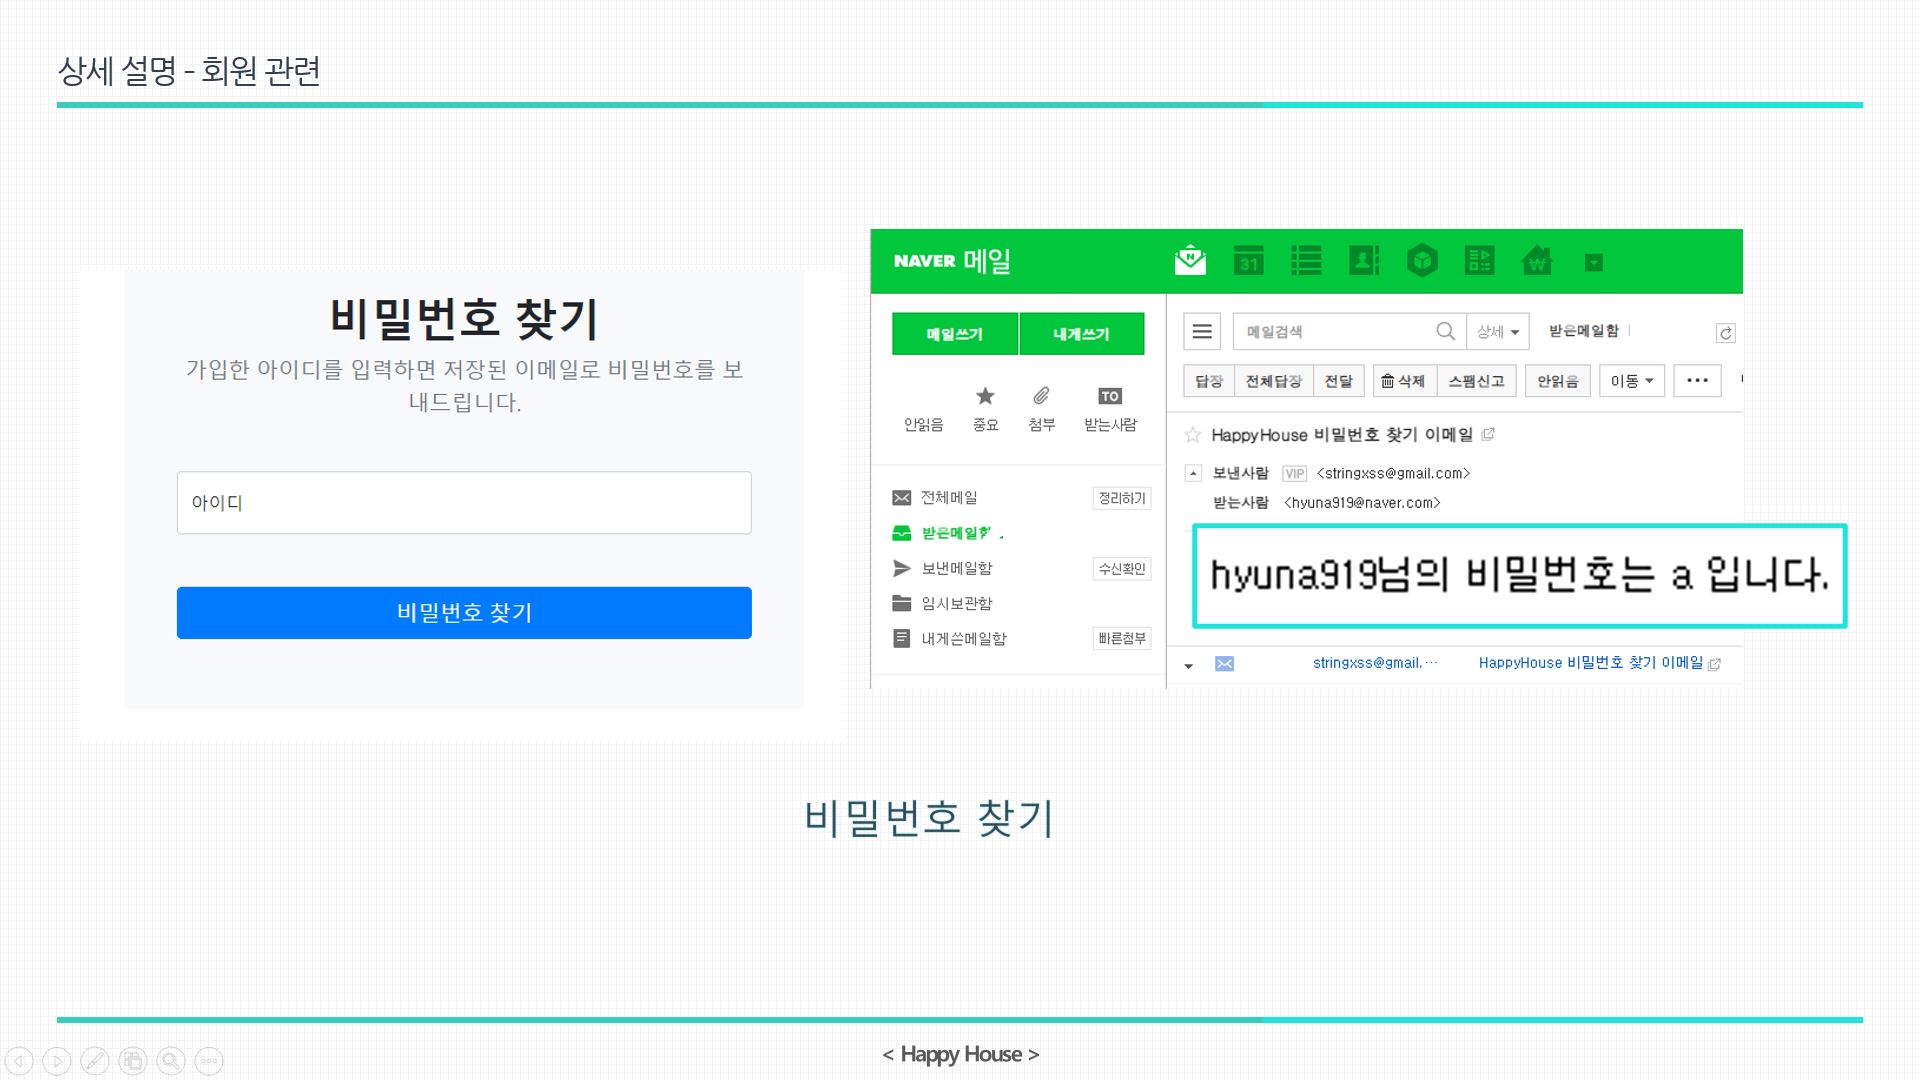 상세 설명 - 회원 관련
비밀번호 찾기
가입한 아이디를 입력하면 저장된 이메일로 비밀번호를 보
내드립니다.
아이디
비밀번호 찾기
NAVER 메일
31
메일쓰기 내게쓰기
안읽음 중요 첨부 TO 받는사람
전체메일 정리하기
받은메일함
보낸메일함 수신확인
임시보관함
내게쓴메일함 빠른첨부
메일검색 상세 받은메일함
답장 전체답장 전달 삭제 스팸신고 안읽음 이동 ···
HappyHouse 비밀번호 찾기 이메일
보낸사람 VIP <stringxss@gmail.com>
받는사람 <hyuna919@naver.com>
hyuna919님의 비밀번호는 a 입니다.
stringxss@gmail.··· HappyHouse 비밀번호 찾기 이메일
비밀번호 찾기
< Happy House >